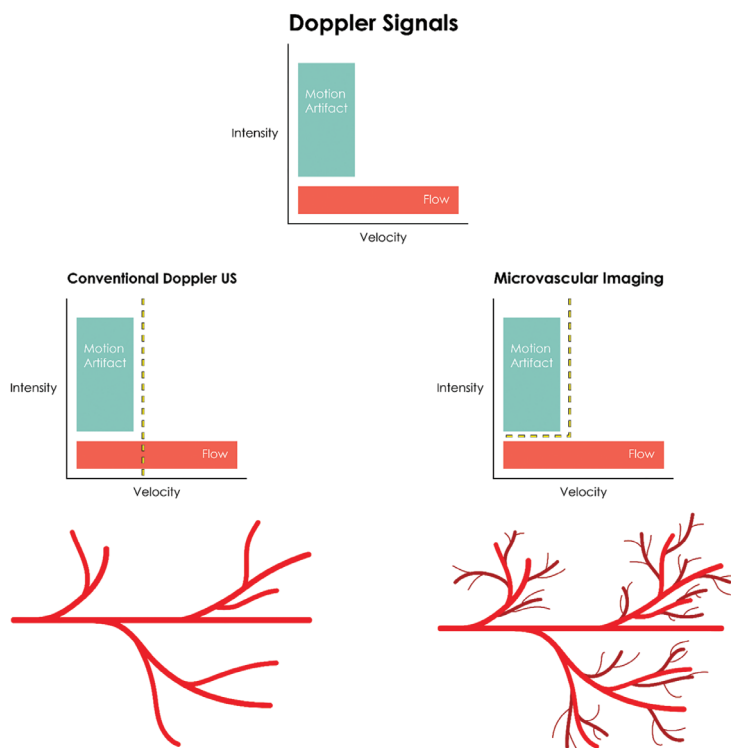 Doppler Signals
Motion
Artifact
Intensity
Flow
Velocity
Conventional Doppler US
Motion
Artifact
Intensity
Flow
Velocity
Microvascular Imaging
Motion
Artifact
Intensity
Flow
Velocity